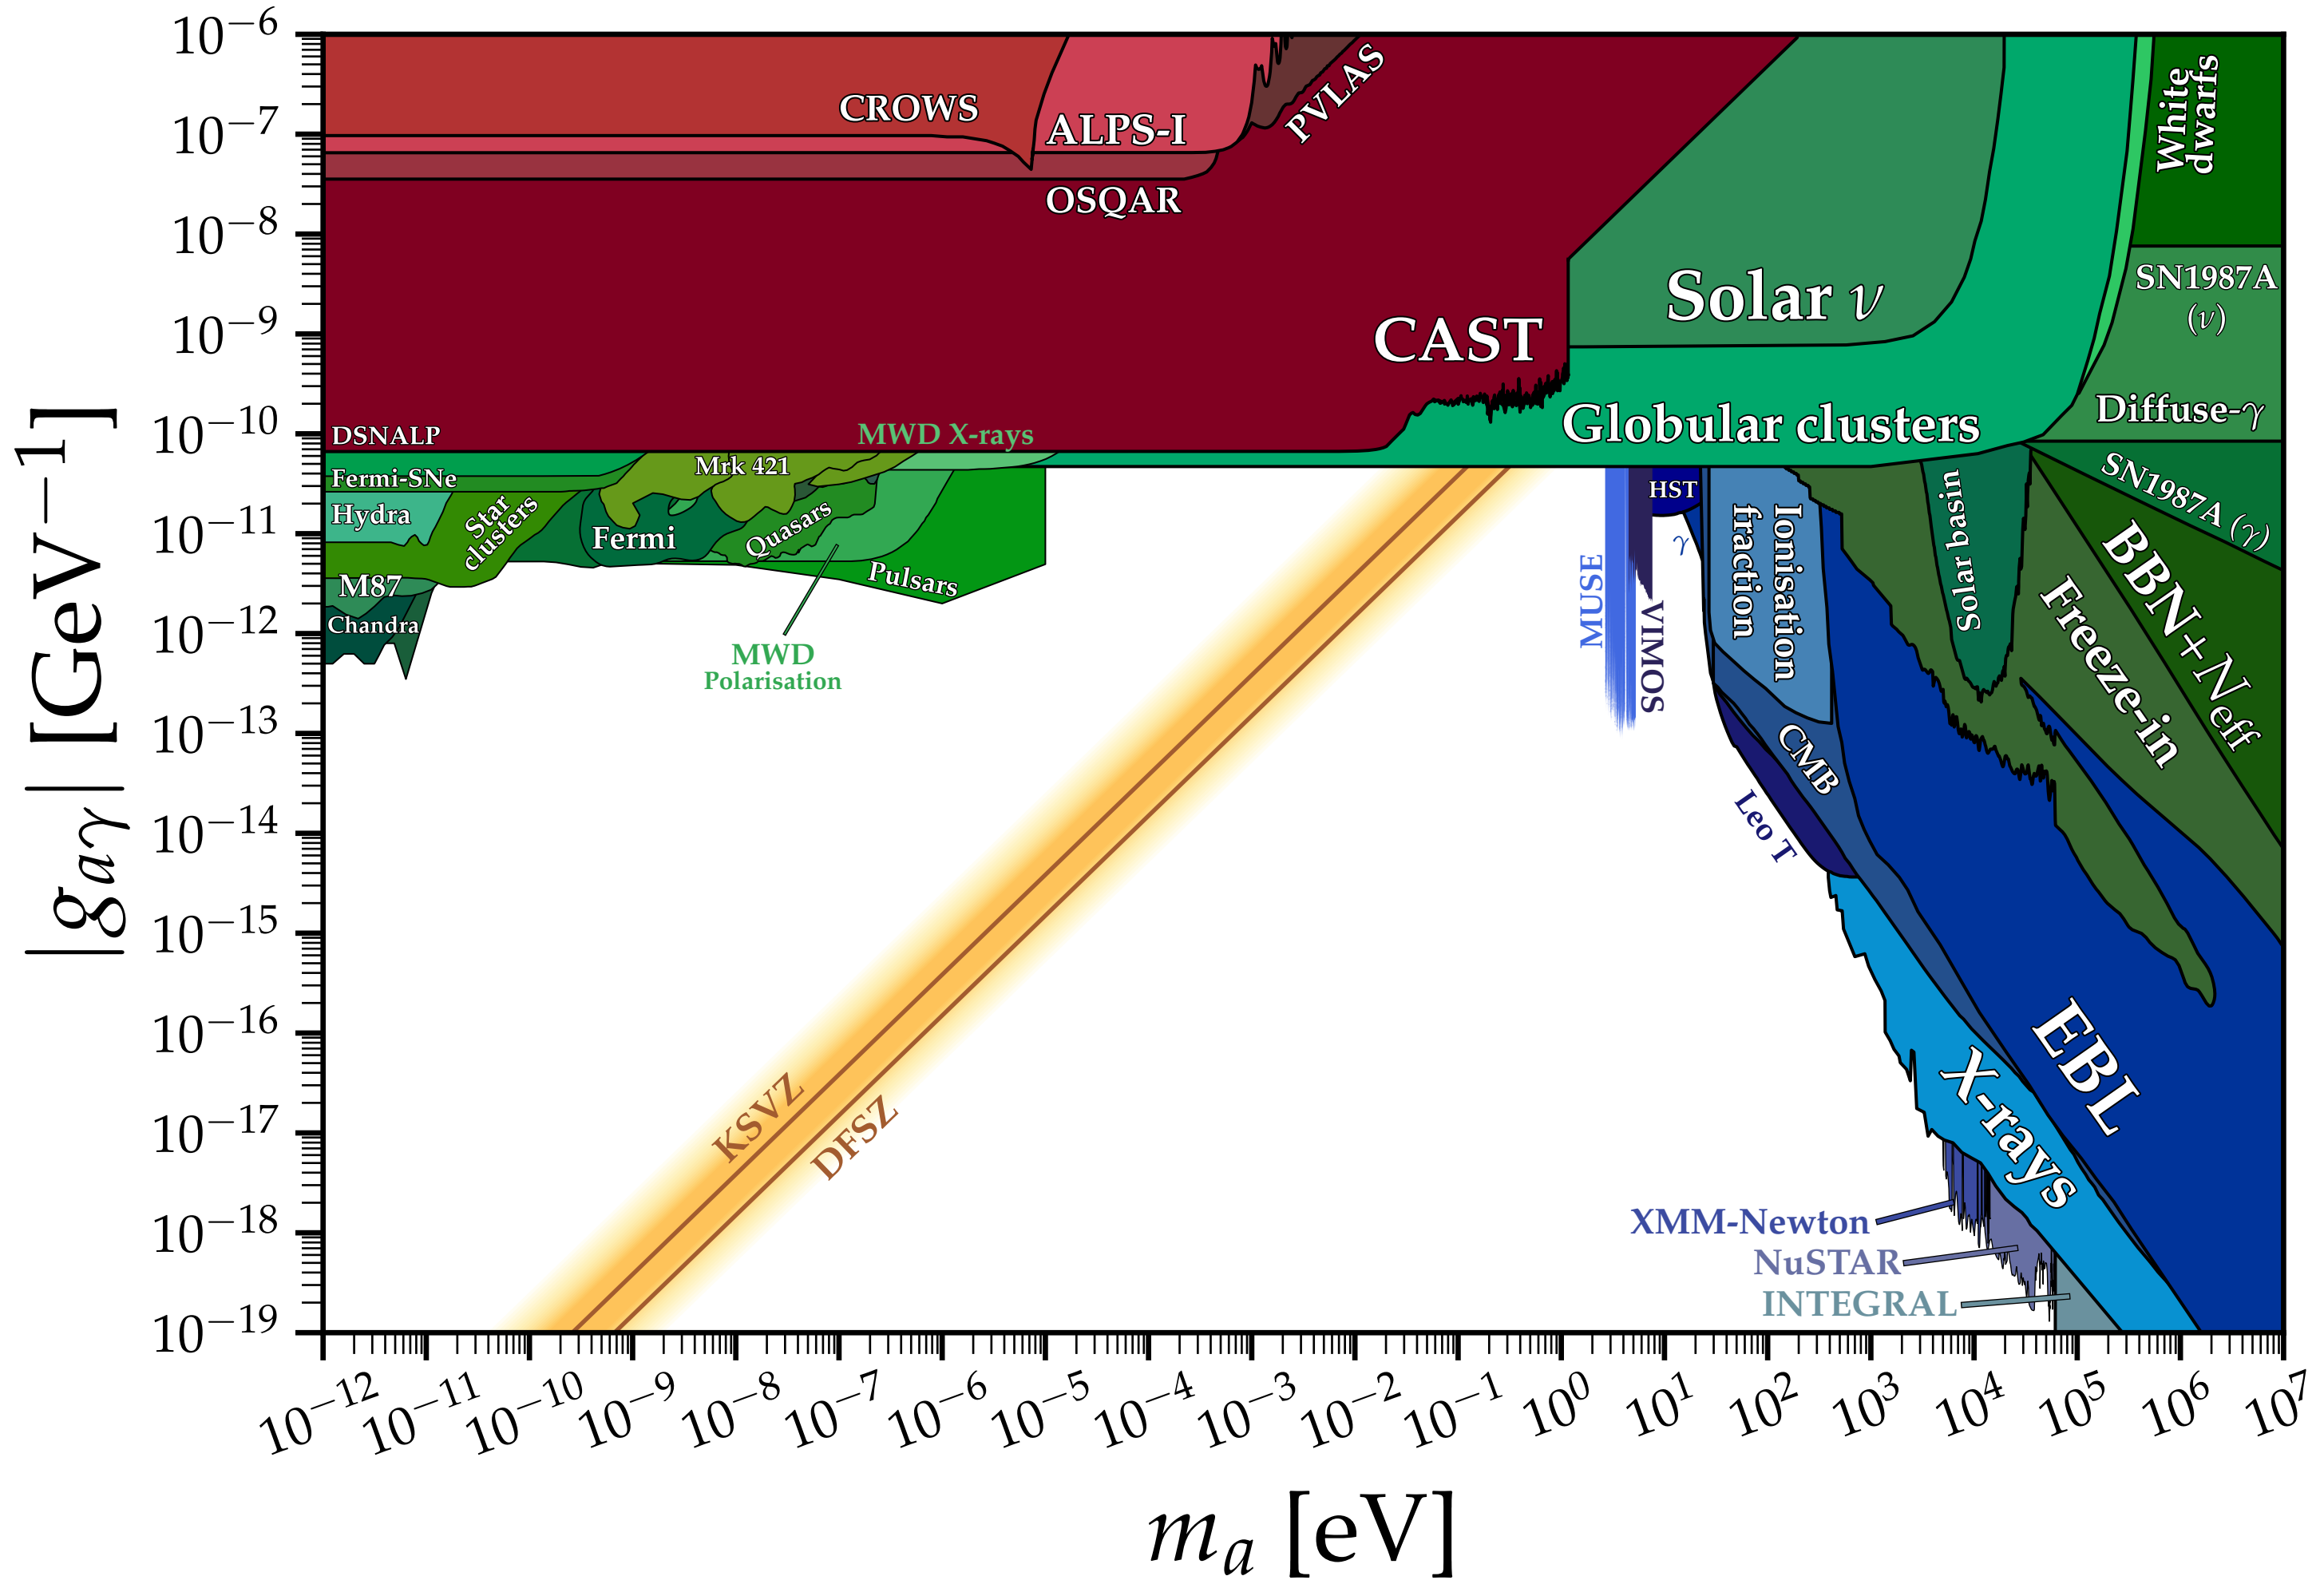 10⁻⁶
10⁻⁷
10⁻⁸
10⁻⁹
10⁻¹⁰
10⁻¹¹
10⁻¹²
10⁻¹³
10⁻¹⁴
10⁻¹⁵
10⁻¹⁶
10⁻¹⁷
10⁻¹⁸
10⁻¹⁹
|g_{aγ}| [GeV⁻¹]
CROWS
ALPS-I
OSQAR
PVLAS
CAST
Solar ν
Globular clusters
White
dwarfs
SN1987A
(ν)
Diffuse-γ
SN1987A (γ)
DSNALP
Fermi-SNe
Hydra
M87
Chandra
Star
clusters
Mrk 421
MWD X-rays
Fermi
Quasars
Pulsars
MWD
Polarisation
KSVZ
DFSZ
MUSE
VIMOS
HST
γ
Ionisation
fraction
Solar basin
Freeze-in
BBN+N_{eff}
CMB
Leo T
EBL
X-rays
XMM-Newton
NuSTAR
INTEGRAL
10⁻¹²
10⁻¹¹
10⁻¹⁰
10⁻⁹
10⁻⁸
10⁻⁷
10⁻⁶
10⁻⁵
10⁻⁴
10⁻³
10⁻²
10⁻¹
10⁰
10¹
10²
10³
10⁴
10⁵
10⁶
10⁷
m_a [eV]